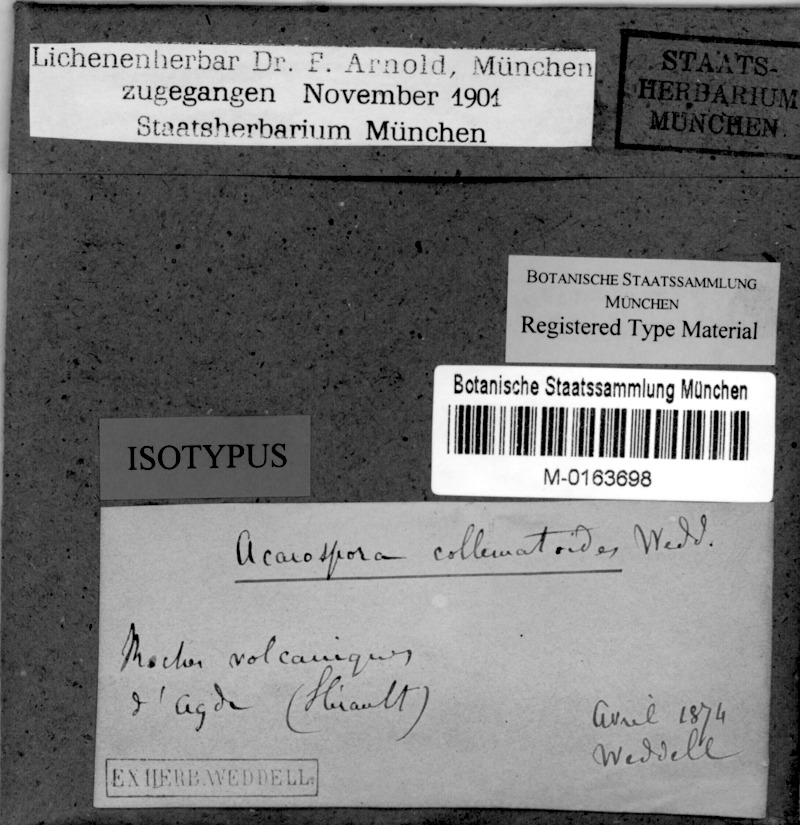 Lichenenherbar Dr. F. Arnold, München
zugegangen November 1901
Staatsherbarium München
STAATS-
HERBARIUM
MÜNCHEN
BOTANISCHE STAATSSAMMLUNG
MÜNCHEN
Registered Type Material
Botanische Staatssammlung München
M-0163698
ISOTYPUS
Acarospora collematoides Wedd.
Roches volcaniques
d'Agde (Hérault)
Avril 1874
Weddell
EX HERB. WEDDELL.